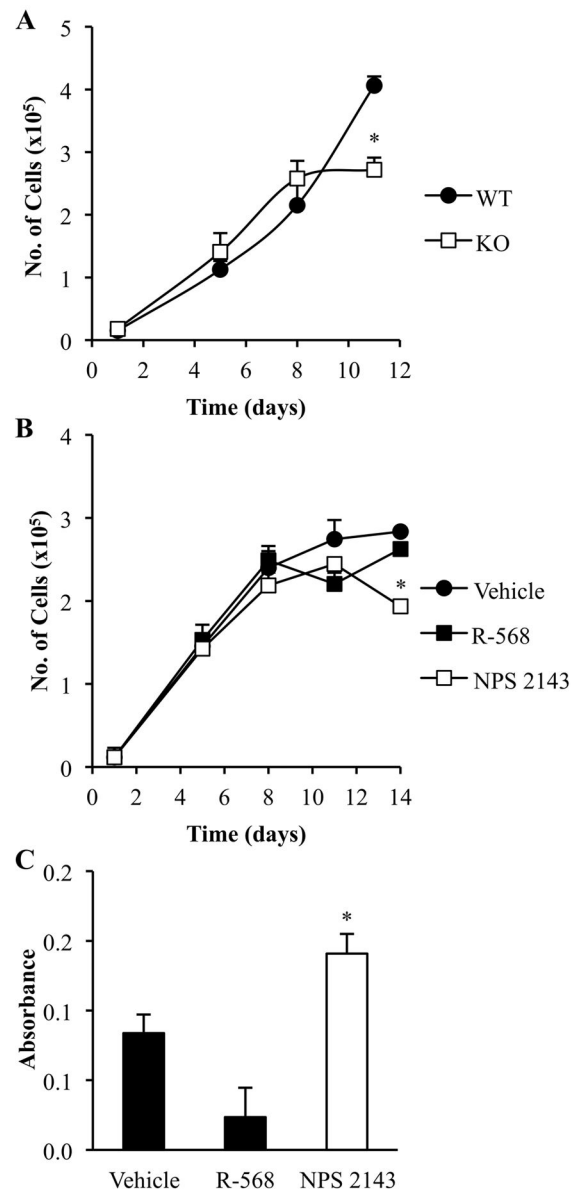 A
No. of Cells (x10⁵)
5
4
3
2
1
0
*
0 2 4 6 8 10 12
Time (days)
WT
KO
B
No. of Cells (x10⁵)
4
3
2
1
0
*
0 2 4 6 8 10 12 14
Time (days)
Vehicle
R-568
NPS 2143
C
Absorbance
0.2
0.2
0.1
0.1
0.0
*
Vehicle R-568 NPS 2143